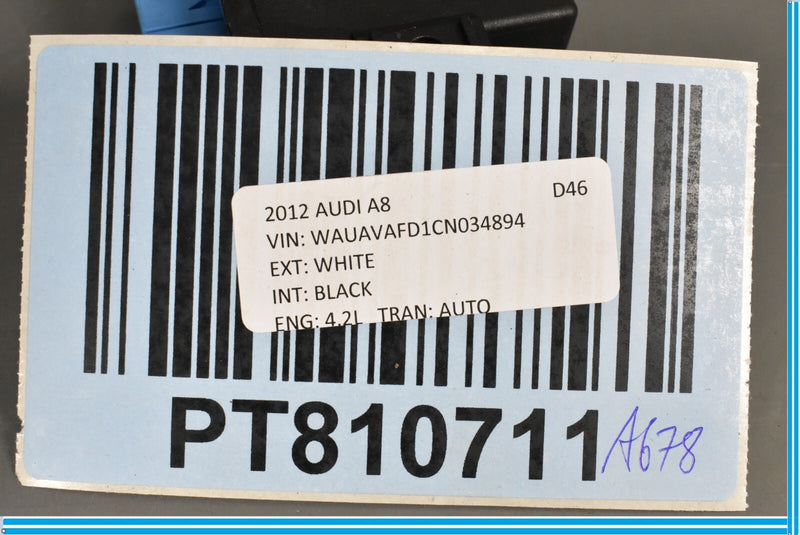 2012 AUDI A8 D46
VIN: WAUAVAFD1CN034894
EXT: WHITE
INT: BLACK
ENG: 4.2L TRAN: AUTO
PT810711 A678